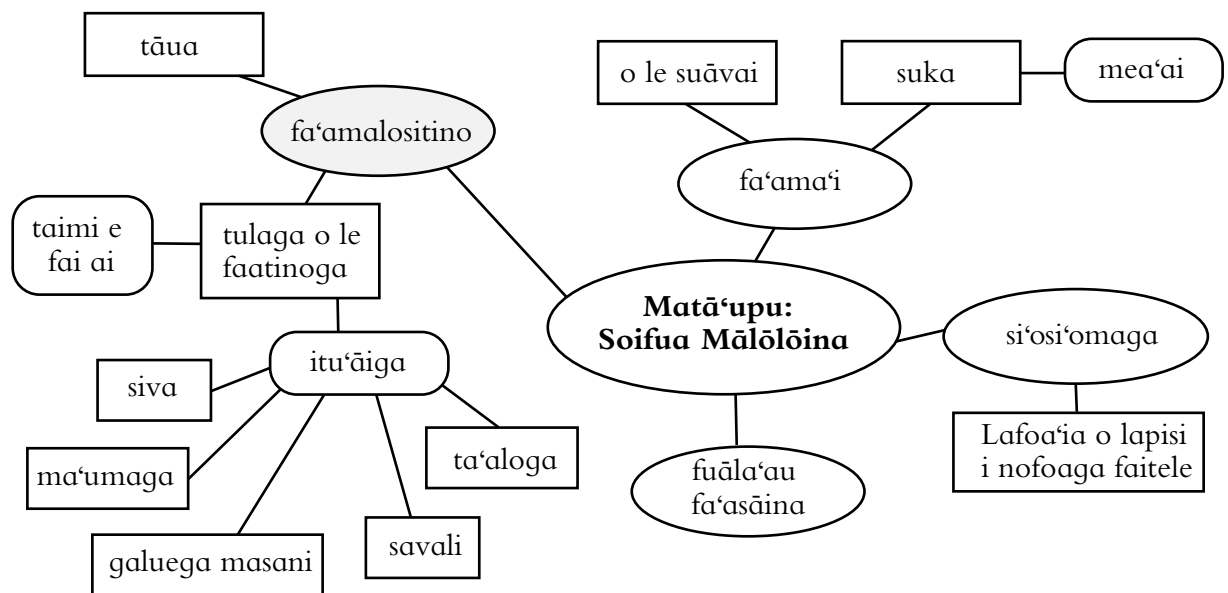 tāua
o le suāvai
suka
mea‘ai
fa‘amalositino
fa‘ama‘i
taimi e
fai ai
tulaga o le
faatinoga
Matā‘upu:
Soifua Mālōlōina
si‘osi‘omaga
itu‘āiga
siva
ta‘aloga
Lafoa‘ia o lapisi
i nofoaga faitele
ma‘umaga
fuāla‘au
fa‘asāina
galuega masani
savali